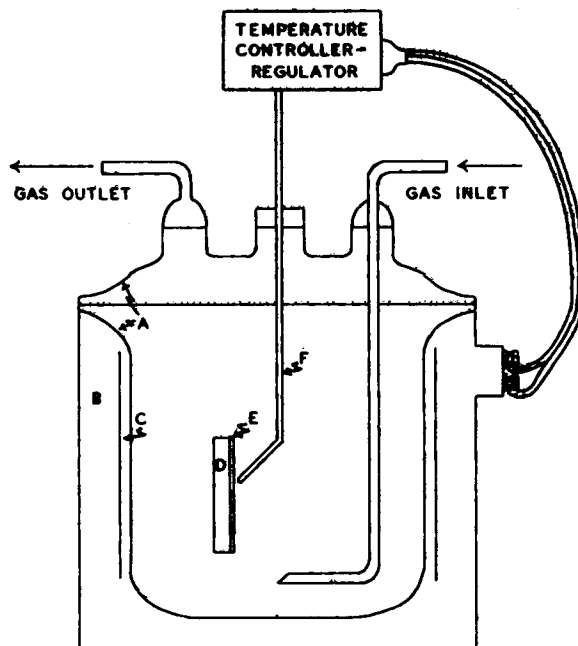 TEMPERATURE
CONTROLLER-
REGULATOR
GAS OUTLET
GAS INLET
A
F
B
C
E
D